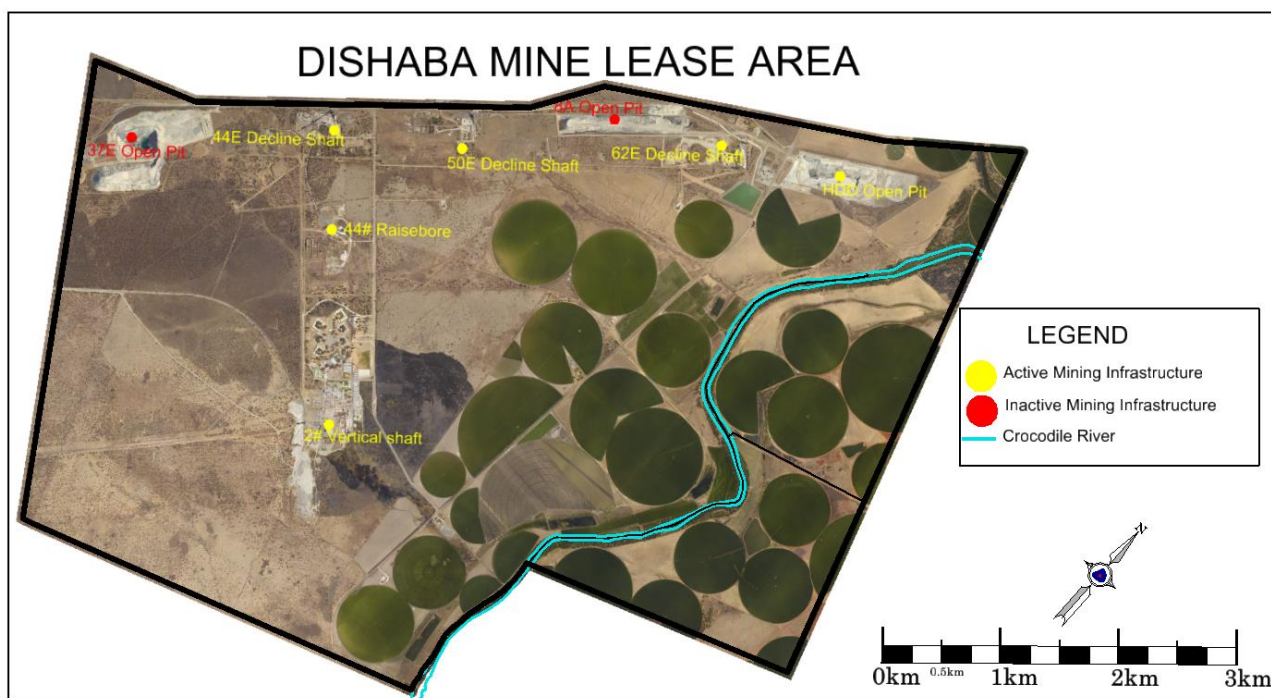 DISHABA MINE LEASE AREA
6A Open Pit
44E Decline Shaft
37E Open Pit
50E Decline Shaft
62E Decline Shaft
HDD Open Pit
44# Raisebore
2# Vertical shaft
LEGEND
Active Mining Infrastructure
Inactive Mining Infrastructure
Crocodile River
N
0km 0.5km 1km 2km 3km